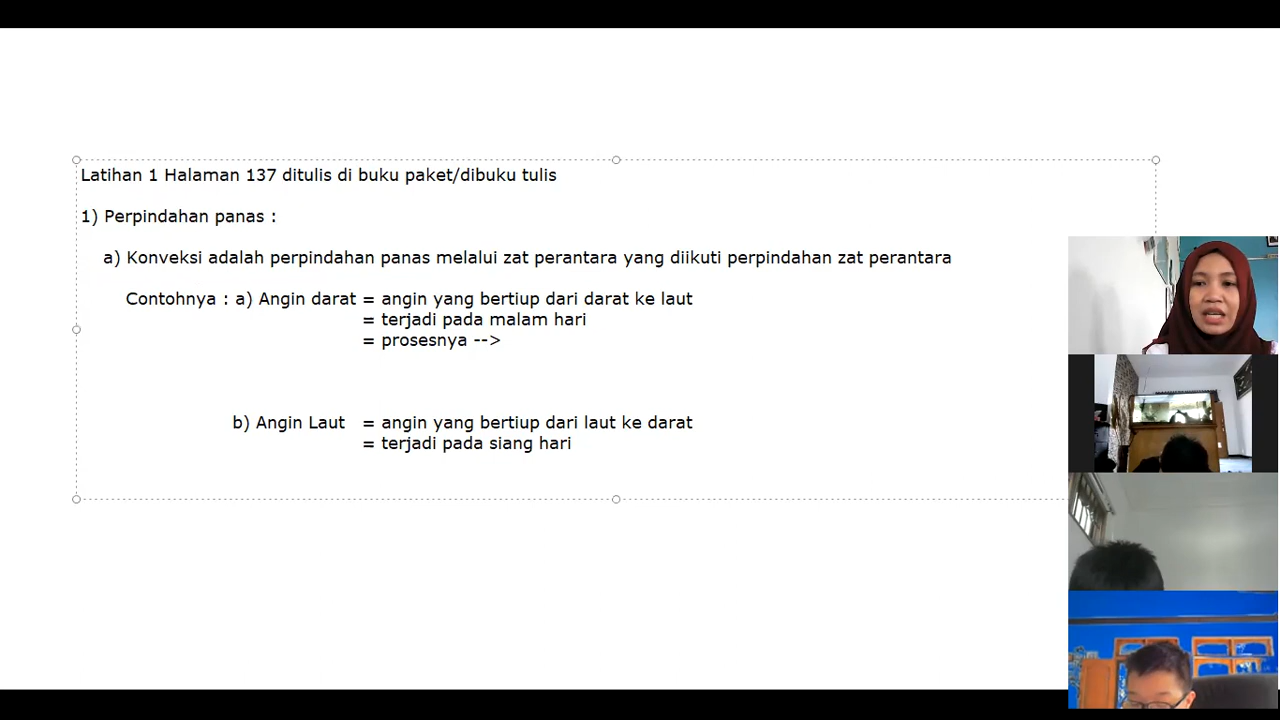 Latihan 1 Halaman 137 ditulis di buku paket/dibuku tulis
1) Perpindahan panas :
a) Konveksi adalah perpindahan panas melalui zat perantara yang diikuti perpindahan zat perantara
Contohnya : a) Angin darat = angin yang bertiup dari darat ke laut
= terjadi pada malam hari
= prosesnya -->
b) Angin Laut = angin yang bertiup dari laut ke darat
= terjadi pada siang hari